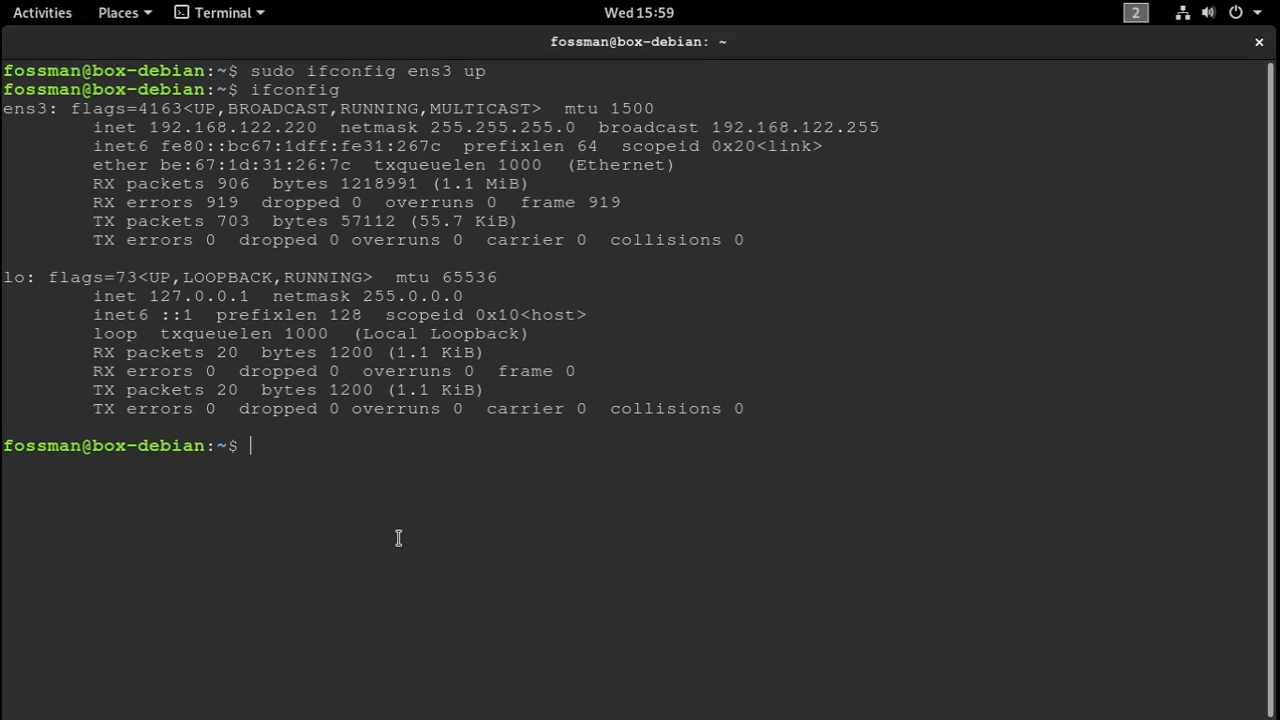 Activities Places Terminal Wed 15:59 2
fossman@box-debian: ~ ×
fossman@box-debian:~$ sudo ifconfig ens3 up
fossman@box-debian:~$ ifconfig
ens3: flags=4163<UP,BROADCAST,RUNNING,MULTICAST>  mtu 1500
        inet 192.168.122.220  netmask 255.255.255.0  broadcast 192.168.122.255
        inet6 fe80::bc67:1dff:fe31:267c  prefixlen 64  scopeid 0x20<link>
        ether be:67:1d:31:26:7c  txqueuelen 1000  (Ethernet)
        RX packets 906  bytes 1218991 (1.1 MiB)
        RX errors 919  dropped 0  overruns 0  frame 919
        TX packets 703  bytes 57112 (55.7 KiB)
        TX errors 0  dropped 0 overruns 0  carrier 0  collisions 0
lo: flags=73<UP,LOOPBACK,RUNNING>  mtu 65536
        inet 127.0.0.1  netmask 255.0.0.0
        inet6 ::1  prefixlen 128  scopeid 0x10<host>
        loop  txqueuelen 1000  (Local Loopback)
        RX packets 20  bytes 1200 (1.1 KiB)
        RX errors 0  dropped 0  overruns 0  frame 0
        TX packets 20  bytes 1200 (1.1 KiB)
        TX errors 0  dropped 0 overruns 0  carrier 0  collisions 0
fossman@box-debian:~$